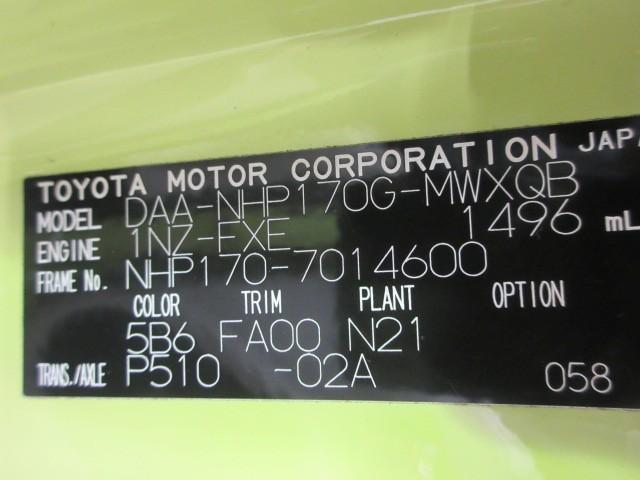 TOYOTA MOTOR CORPORATION JAPA
MODEL DAA-NHP170G-MWXQB
ENGINE 1NZ-FXE 1496 mL
FRAME No. NHP170-7014600
COLOR TRIM PLANT OPTION
5B6 FA00 N21
TRANS./AXLE P510 -02A 058